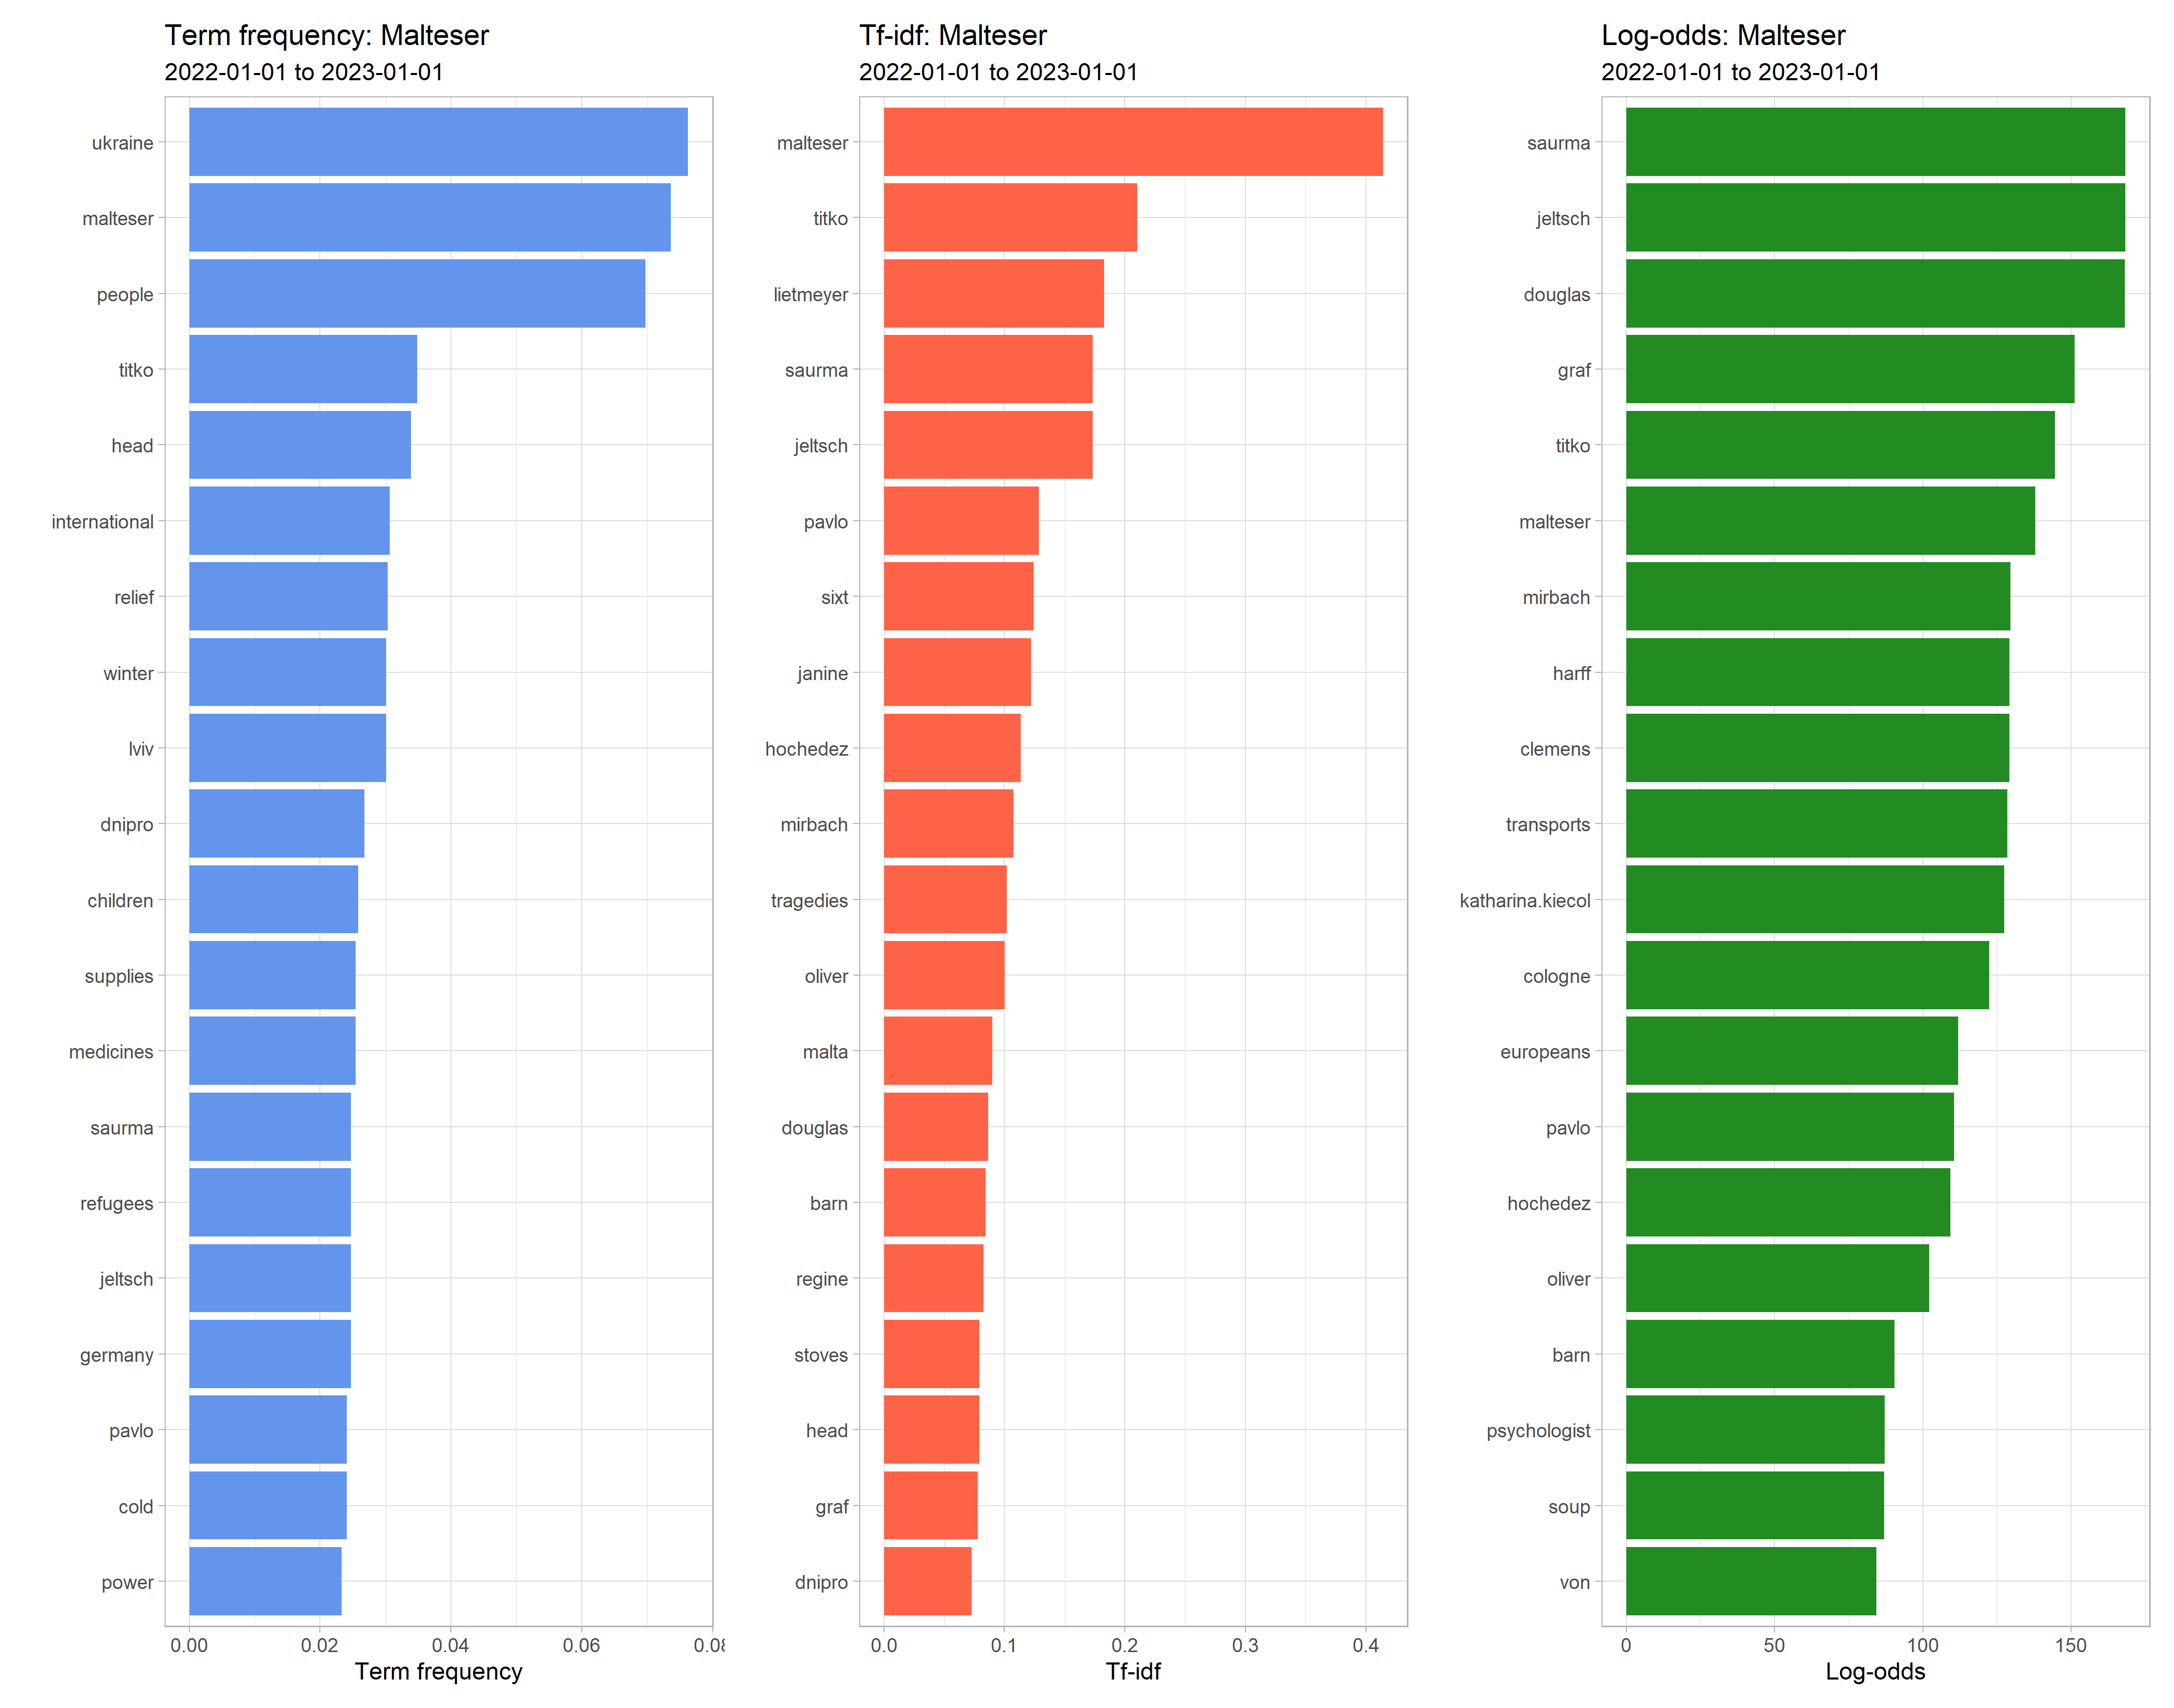 Term frequency: Malteser
2022-01-01 to 2023-01-01
ukraine
malteser
people
titko
head
international
relief
winter
lviv
dnipro
children
supplies
medicines
saurma
refugees
jeltsch
germany
pavlo
cold
power
0.00 0.02 0.04 0.06 0.08
Term frequency
Tf-idf: Malteser
2022-01-01 to 2023-01-01
malteser
titko
lietmeyer
saurma
jeltsch
pavlo
sixt
janine
hochedez
mirbach
tragedies
oliver
malta
douglas
barn
regine
stoves
head
graf
dnipro
0.0 0.1 0.2 0.3 0.4
Tf-idf
Log-odds: Malteser
2022-01-01 to 2023-01-01
saurma
jeltsch
douglas
graf
titko
malteser
mirbach
harff
clemens
transports
katharina.kiecol
cologne
europeans
pavlo
hochedez
oliver
barn
psychologist
soup
von
0 50 100 150
Log-odds